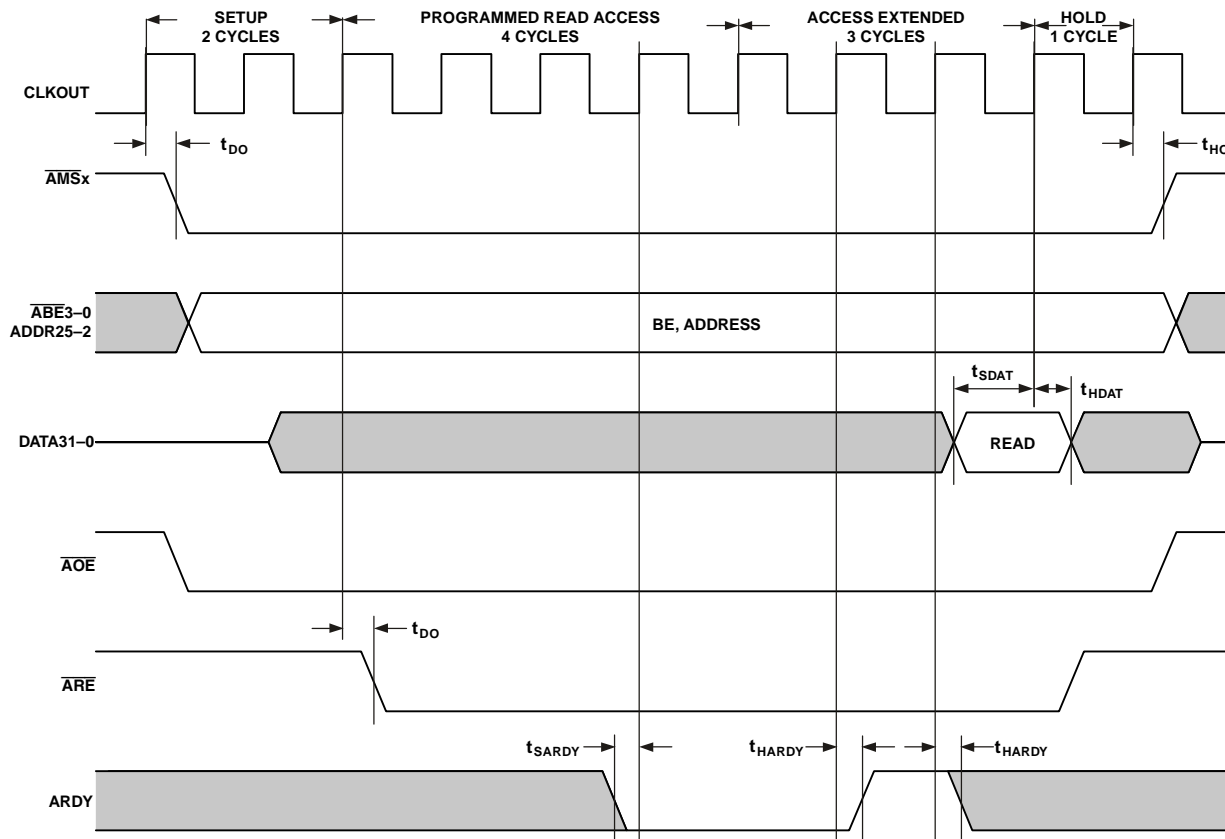 SETUP
2 CYCLES
PROGRAMMED READ ACCESS
4 CYCLES
ACCESS EXTENDED
3 CYCLES
HOLD
1 CYCLE
CLKOUT
tDO
tHO
AMSx
ABE3–0
ADDR25–2
BE, ADDRESS
tSDAT
tHDAT
DATA31–0
READ
AOE
tDO
ARE
tSARDY
tHARDY
tHARDY
ARDY